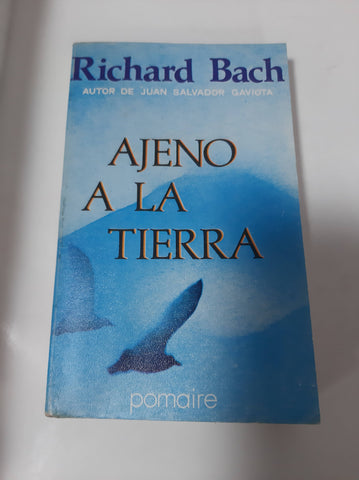 Richard Bach
AUTOR DE JUAN SALVADOR GAVIOTA
AJENO
A LA
TIERRA
pomaire